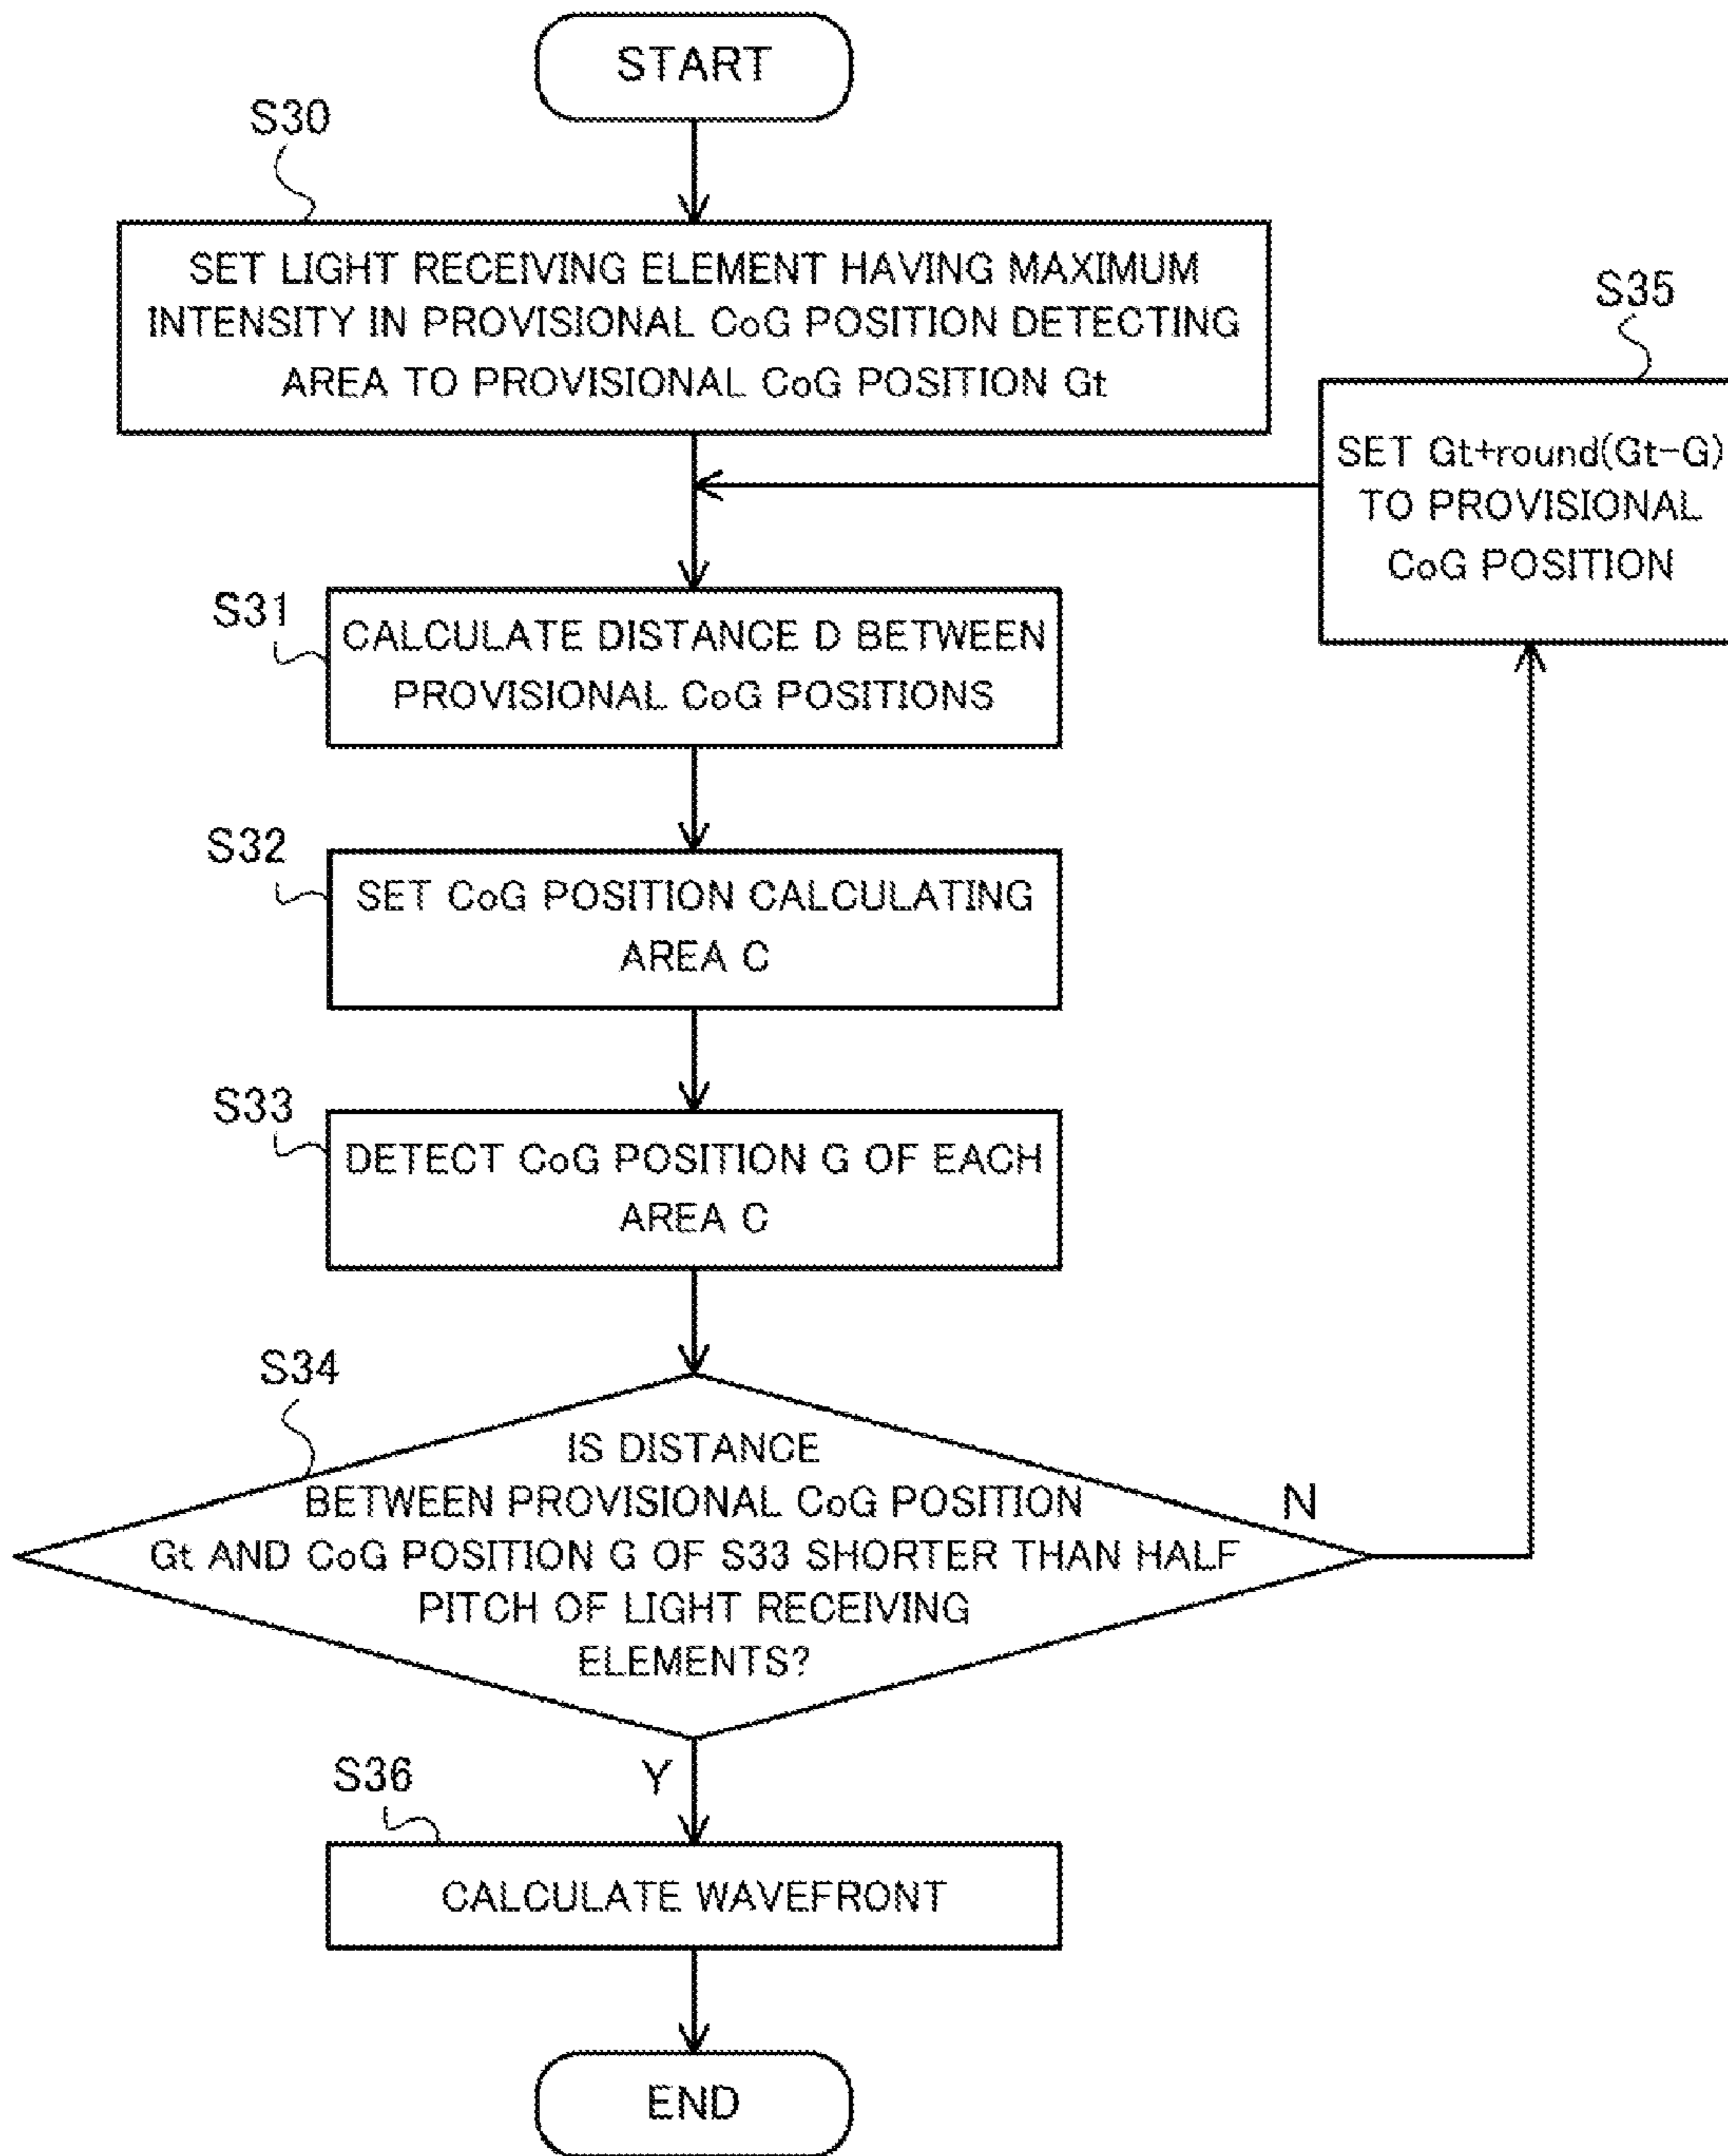 START
S30
SET LIGHT RECEIVING ELEMENT HAVING MAXIMUM
INTENSITY IN PROVISIONAL CoG POSITION DETECTING
AREA TO PROVISIONAL CoG POSITION Gt
S35
SET Gt+round(Gt-G)
TO PROVISIONAL
CoG POSITION
S31
CALCULATE DISTANCE D BETWEEN
PROVISIONAL CoG POSITIONS
S32
SET CoG POSITION CALCULATING
AREA C
S33
DETECT CoG POSITION G OF EACH
AREA C
S34
IS DISTANCE
BETWEEN PROVISIONAL CoG POSITION
Gt AND CoG POSITION G OF S33 SHORTER THAN HALF
PITCH OF LIGHT RECEIVING
ELEMENTS?
N
Y
S36
CALCULATE WAVEFRONT
END